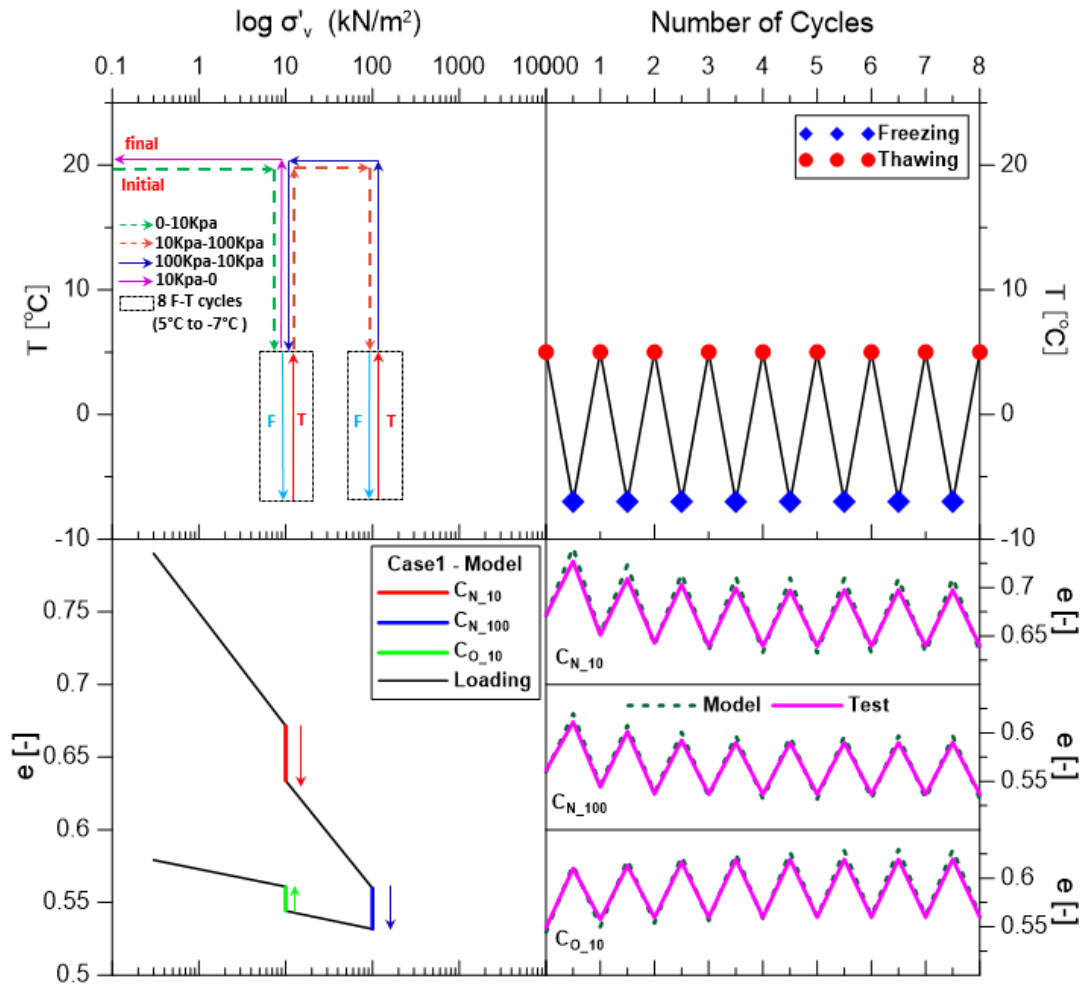 log σ'v (kN/m²)
Number of Cycles
0.1 1 10 100 1000 10000
0 1 2 3 4 5 6 7 8
final
Initial
0-10Kpa
10Kpa-100Kpa
100Kpa-10Kpa
10Kpa-0
8 F-T cycles
(5°C to -7°C )
F T
F T
T [°C]
20
10
0
-10
Freezing
Thawing
20
10
0
-10
T [°C]
Case1 - Model
C_N_10
C_N_100
C_O_10
Loading
e [-]
0.75
0.7
0.65
0.6
0.55
0.5
C_N_10
0.7
0.65
e [-]
Model Test
C_N_100
0.6
0.55
e [-]
C_O_10
0.6
0.55
e [-]